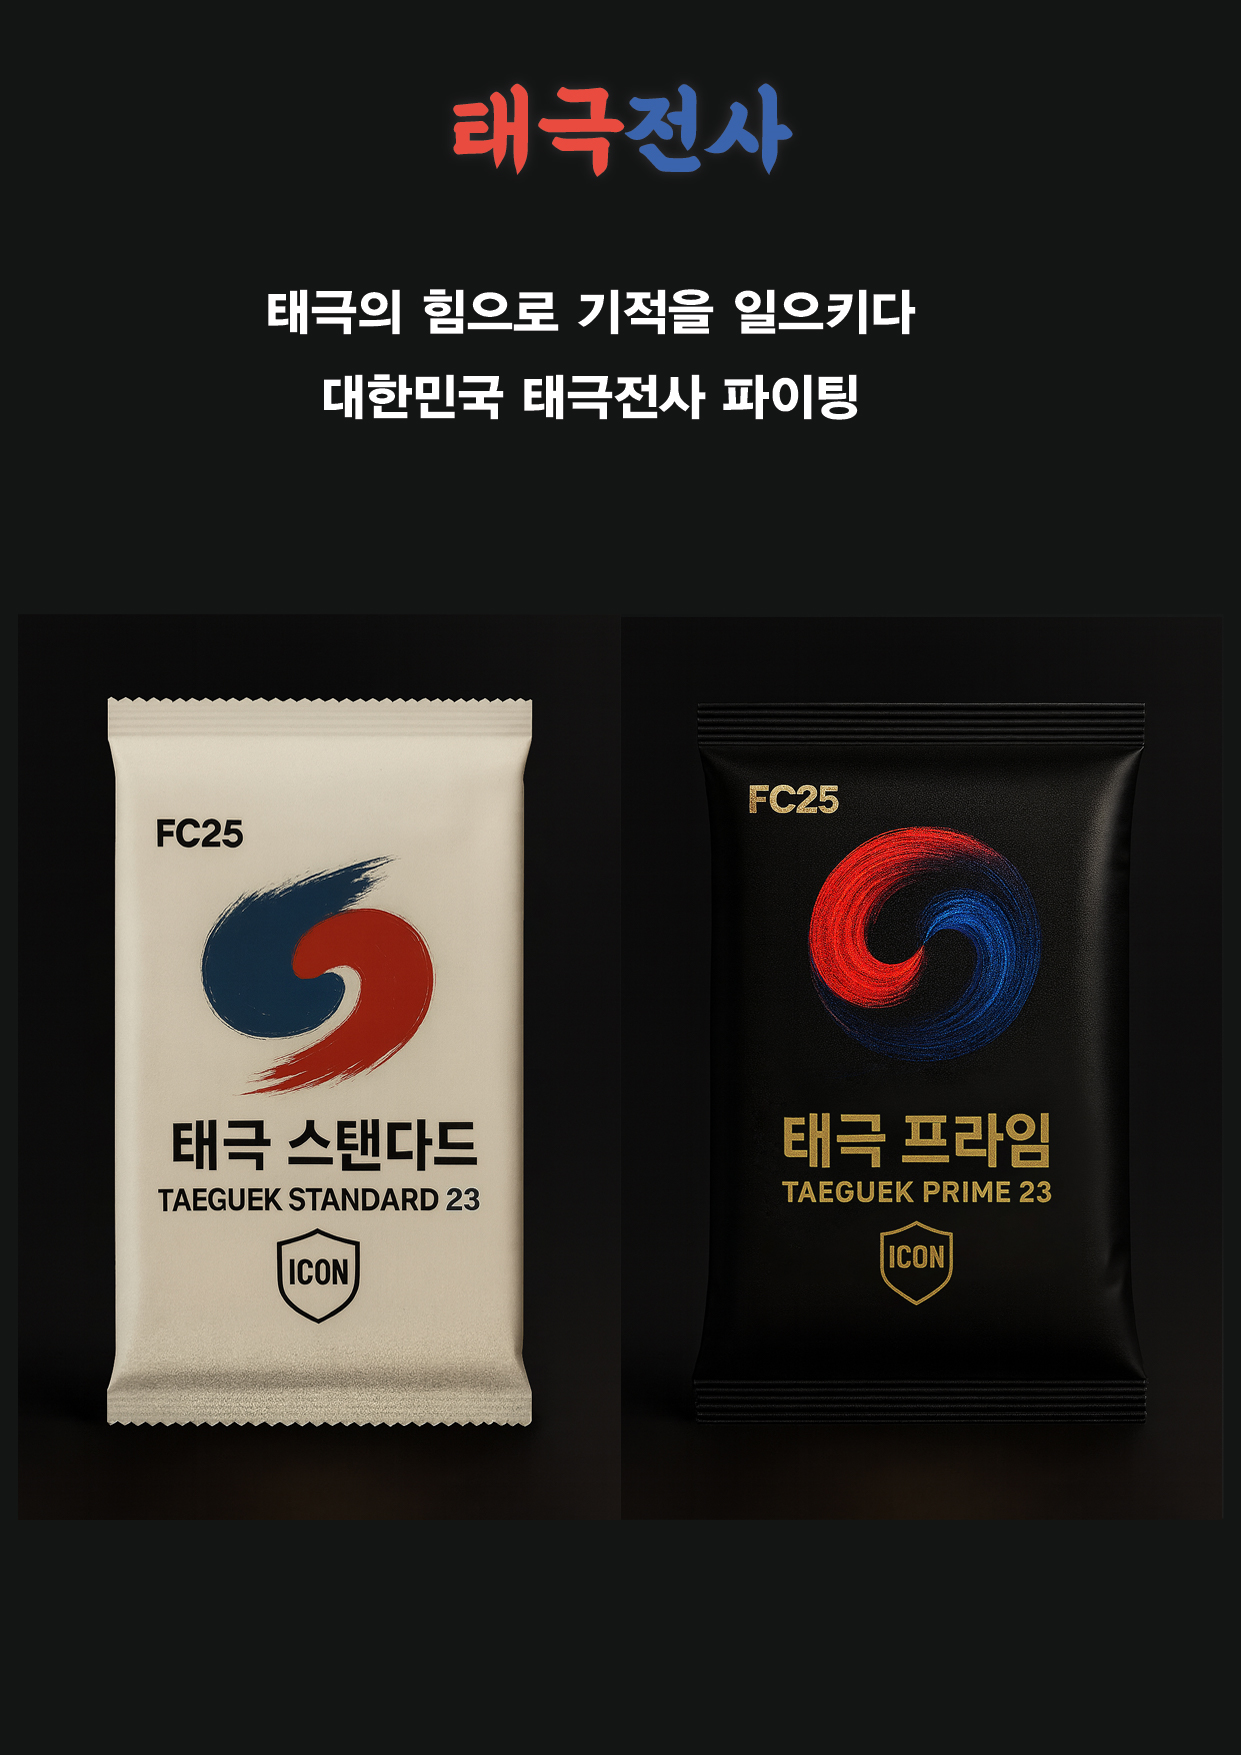 태극전사
태극의 힘으로 기적을 일으키다
대한민국 태극전사 파이팅
FC25
태극 스탠다드
TAEGUEK STANDARD 23
ICON
FC25
태극 프라임
TAEGUEK PRIME 23
ICON